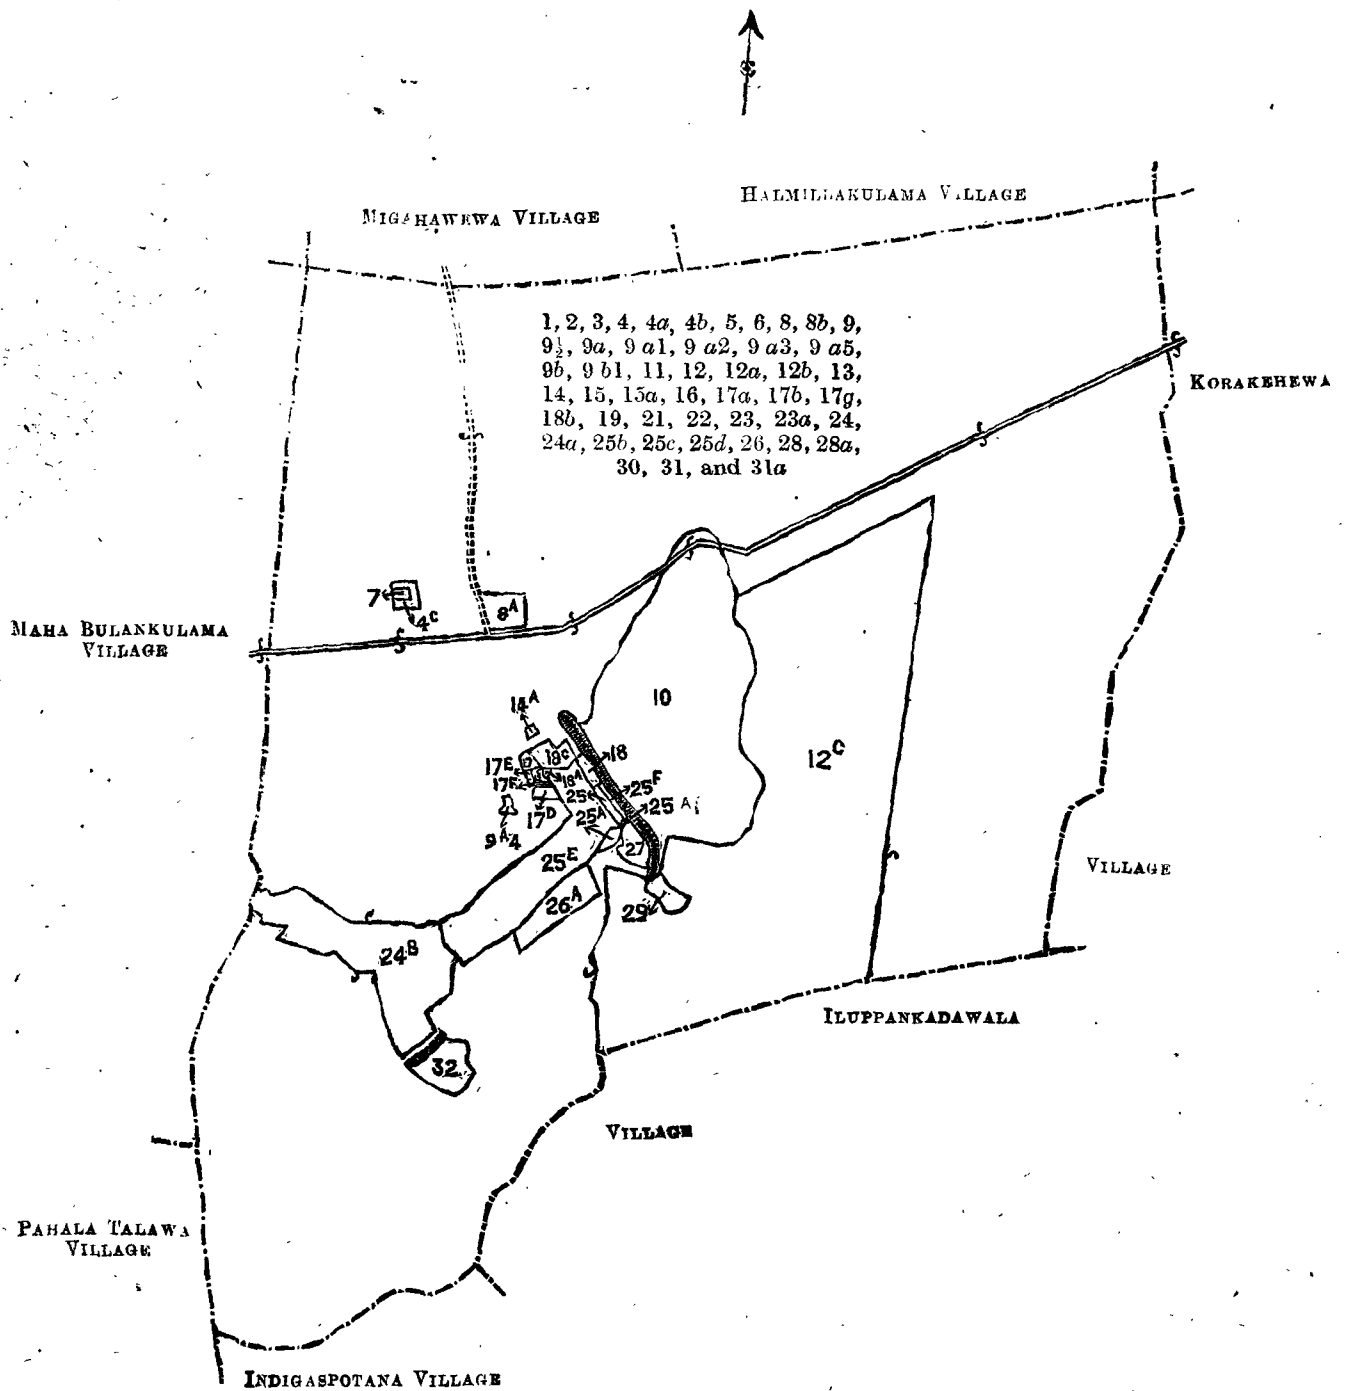 HALMILLAKULAMA VILLAGE
MIGAHAWEWA VILLAGE
1, 2, 3, 4, 4a, 4b, 5, 6, 8, 8b, 9,
9½, 9a, 9 a1, 9 a2, 9 a3, 9 a5,
9b, 9 b1, 11, 12, 12a, 12b, 13,
14, 15, 15a, 16, 17a, 17b, 17g,
18b, 19, 21, 22, 23, 23a, 24,
24a, 25b, 25c, 25d, 26, 28, 28a,
30, 31, and 31a
KORAKEHEWA
7
4C
8A
MAHA BULANKULAMA
VILLAGE
10
14A
12C
18C
18
17E
17F
18A
25F
25
25 A1
17D
25A
9A4
27
25E
VILLAGE
26A
29
24B
ILUPPANKADAWALA
32
VILLAGE
PAHALA TALAWA
VILLAGE
INDIGASPOTANA VILLAGE